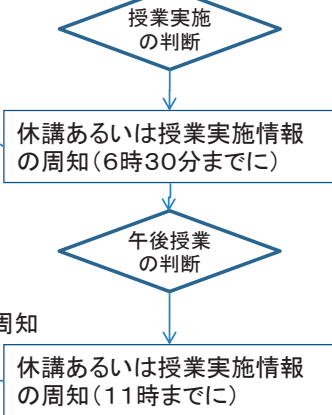 授業実施
の判断
休講あるいは授業実施情報
の周知(6時30分までに)
午後授業
の判断
周知
休講あるいは授業実施情報
の周知(11時までに)